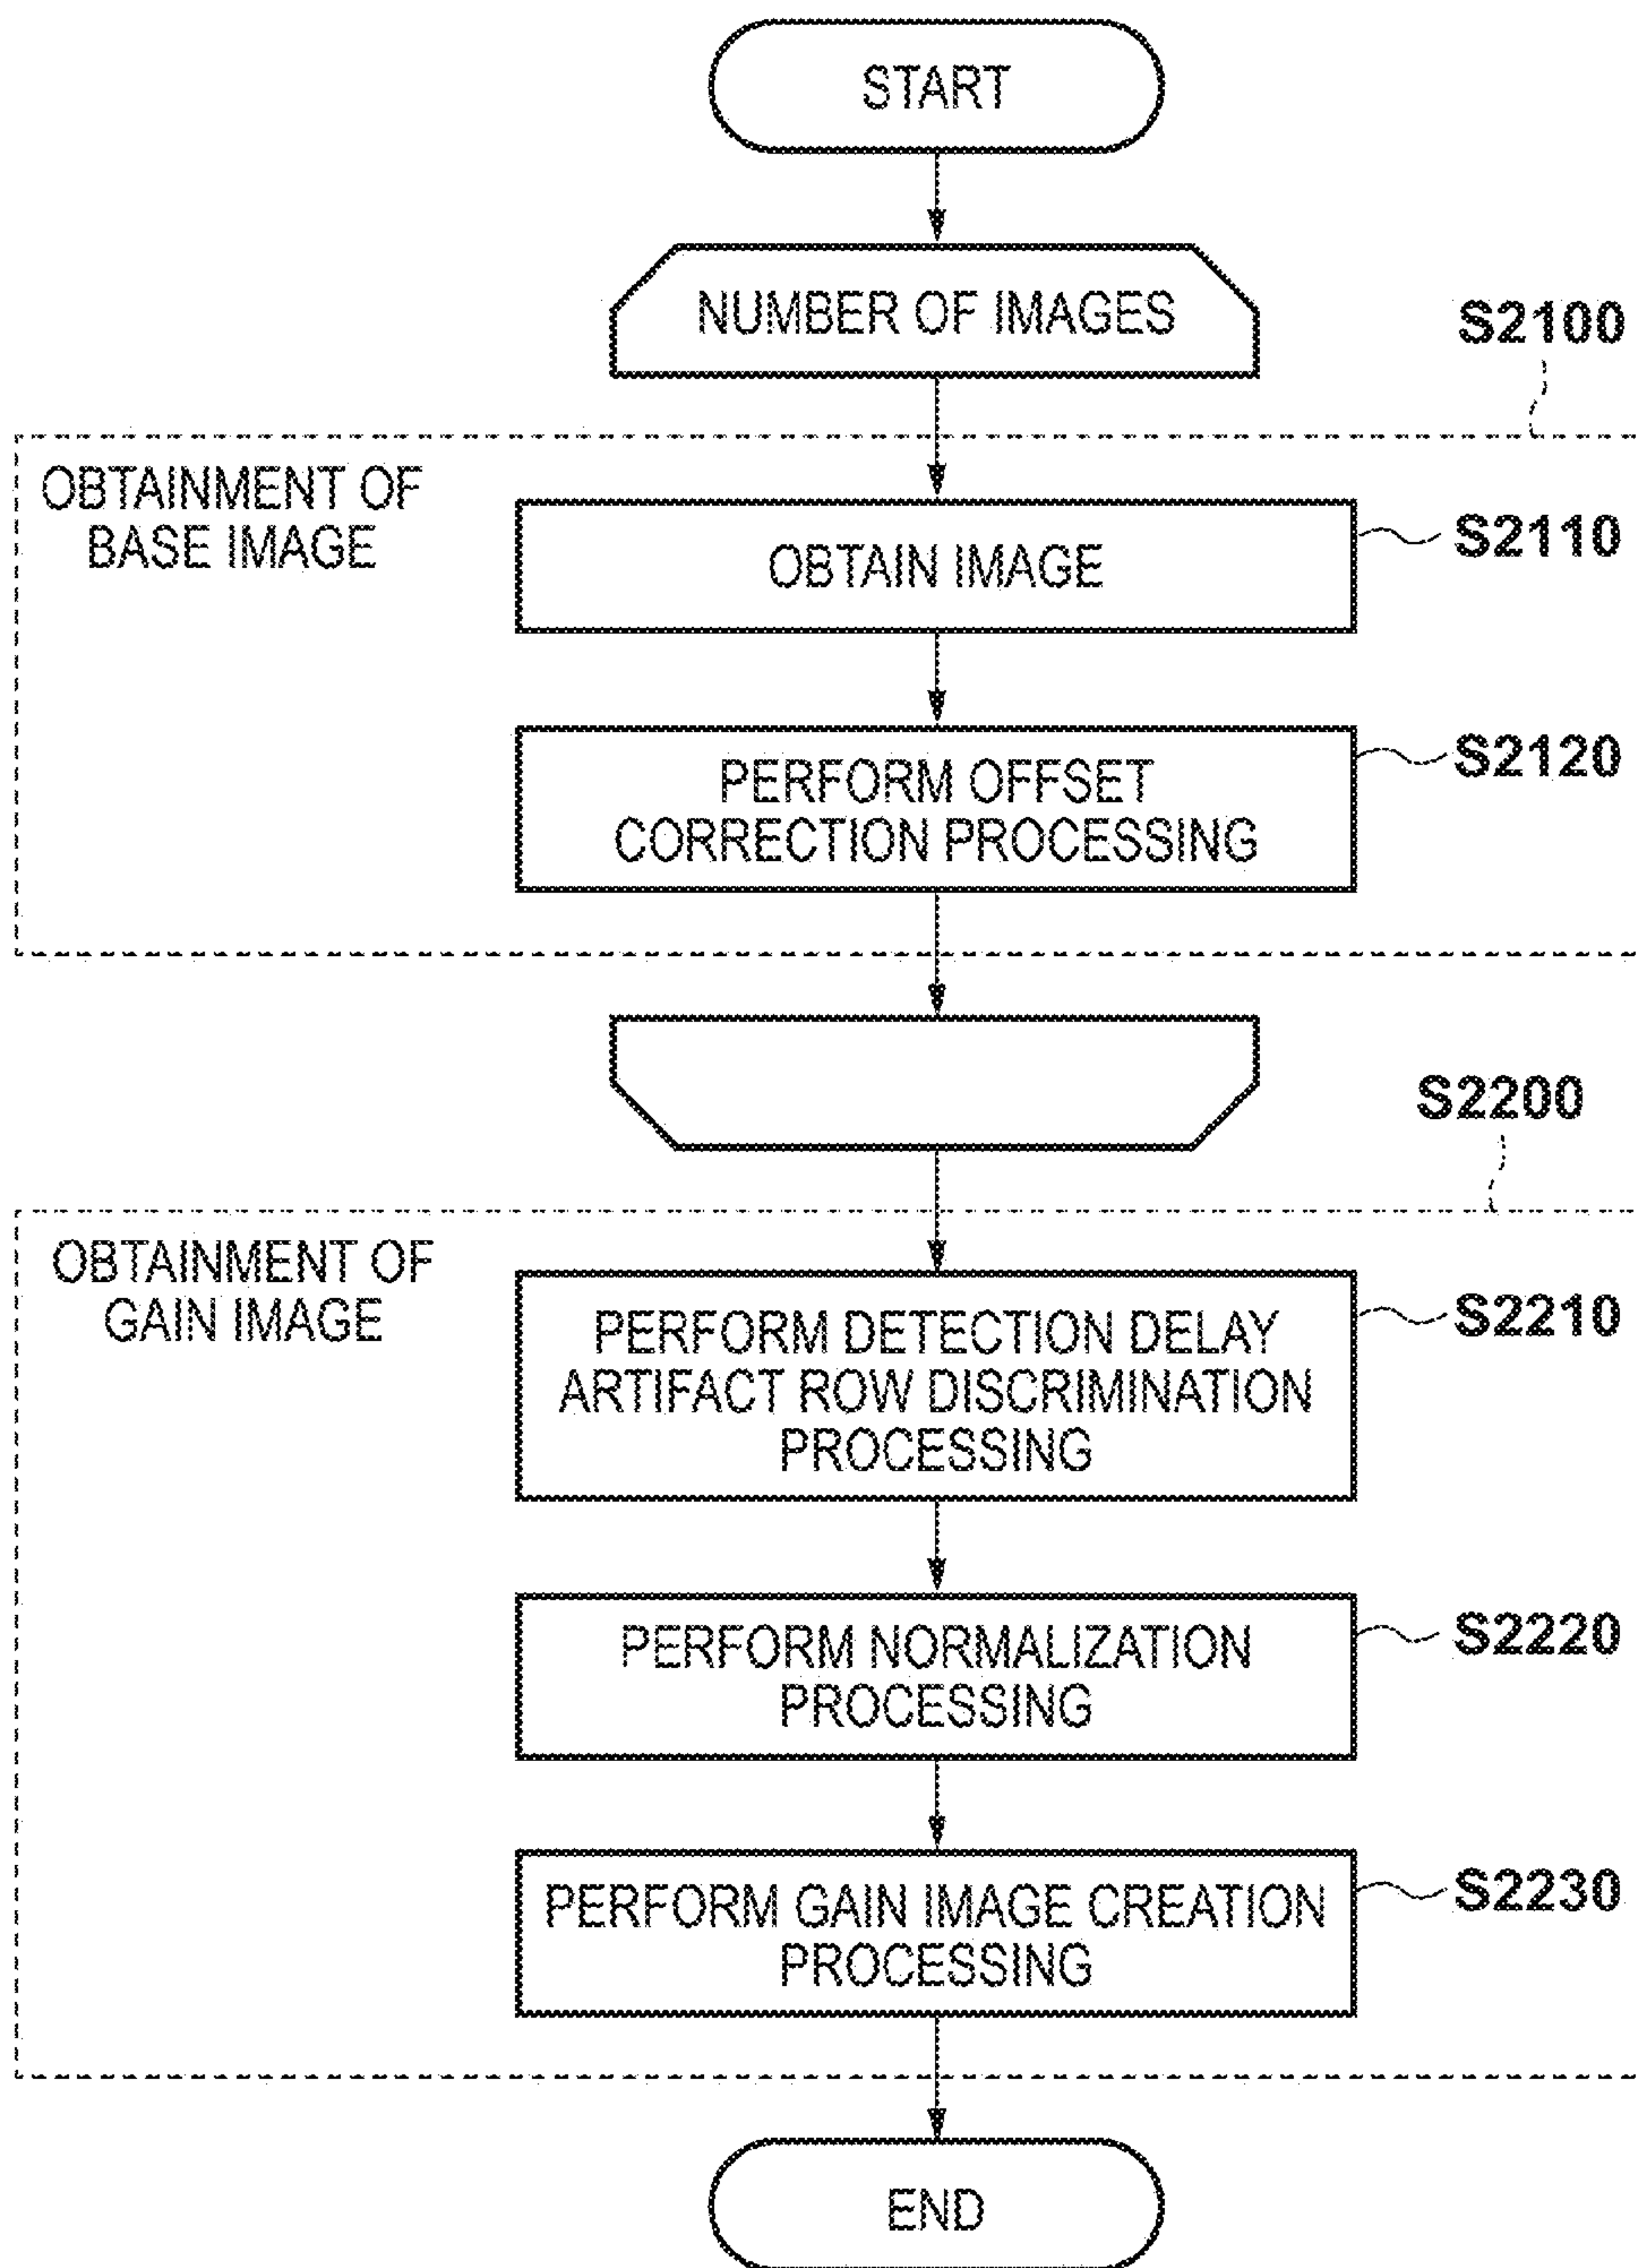 START
NUMBER OF IMAGES
S2100
OBTAINMENT OF
BASE IMAGE
OBTAIN IMAGE
S2110
PERFORM OFFSET
CORRECTION PROCESSING
S2120
S2200
OBTAINMENT OF
GAIN IMAGE
PERFORM DETECTION DELAY
ARTIFACT ROW DISCRIMINATION
PROCESSING
S2210
PERFORM NORMALIZATION
PROCESSING
S2220
PERFORM GAIN IMAGE CREATION
PROCESSING
S2230
END